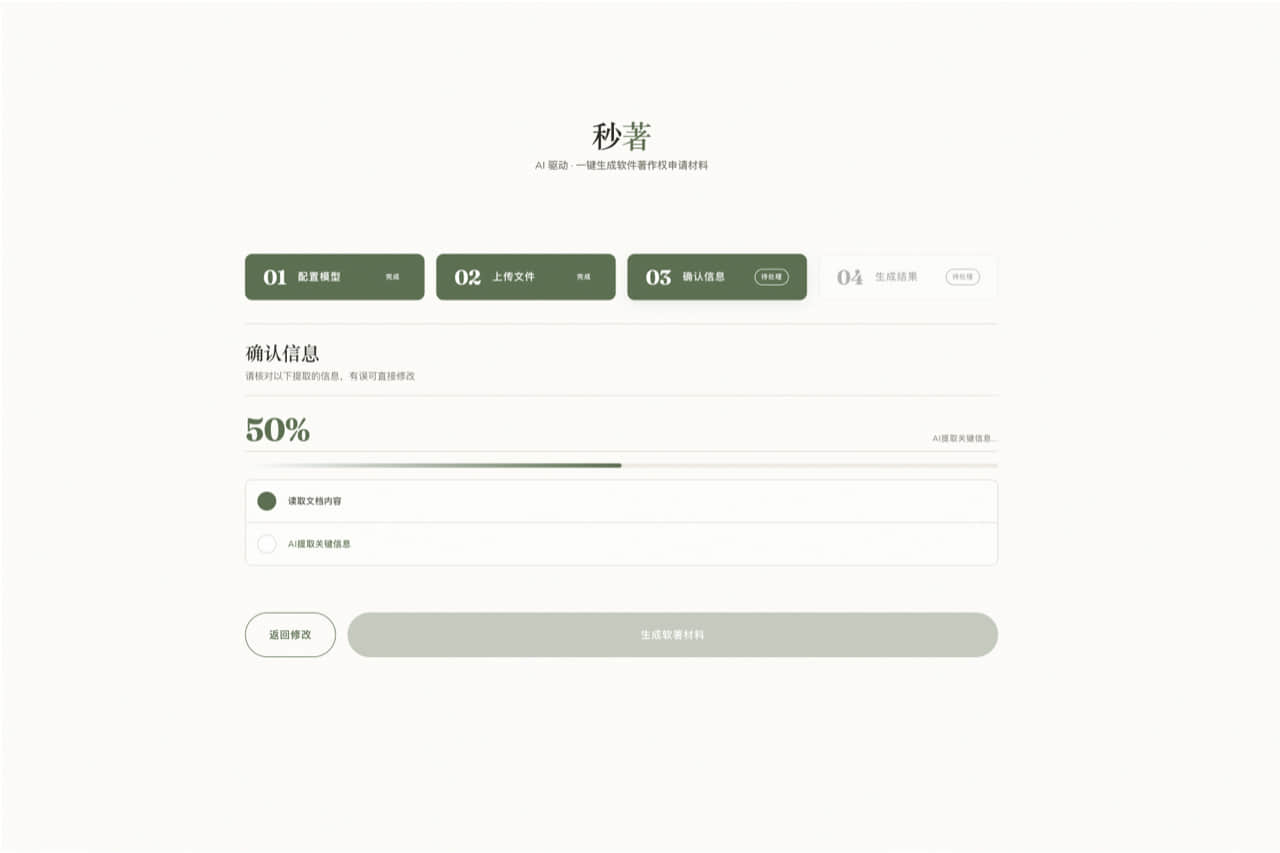 秒著
AI 驱动 · 一键生成软件著作权申请材料
01 配置模型 完成
02 上传文件 完成
03 确认信息 待处理
04 生成结果 待处理
确认信息
请核对以下提取的信息，有误可直接修改
50%
AI提取关键信息...
读取文档内容
AI提取关键信息
返回修改
生成软著材料